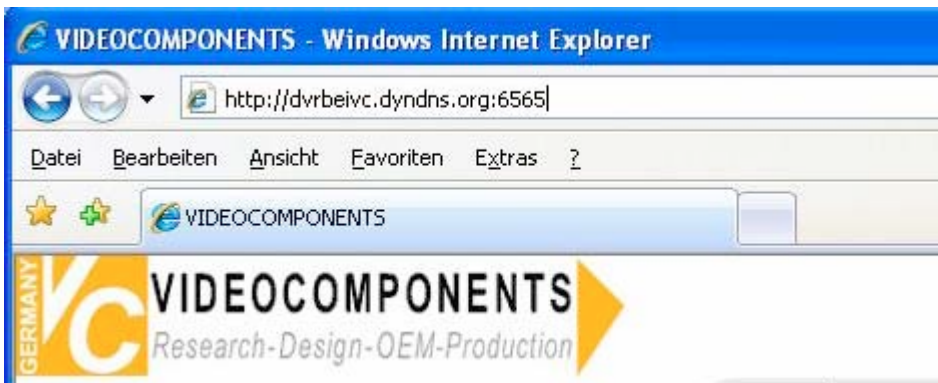 VIDEOCOMPONENTS - Windows Internet Explorer
http://dvrbeivc.dyndns.org:6565
Datei Bearbeiten Ansicht Favoriten Extras ?
VIDEOCOMPONENTS
GERMANY
VC
VIDEOCOMPONENTS
Research-Design-OEM-Production